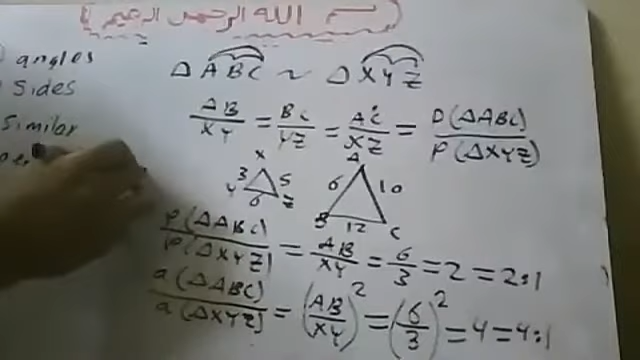 بسم الله الرحمن الرحيم
angles
Sides
Similar
Δ ABC ~ Δ XYZ
AB/XY = BC/YZ = AC/XZ = P(ΔABC)/P(ΔXYZ)
X
3 5
Y 6 Z
A
6 10
B 12 C
P(ΔABC)/P(ΔXYZ) = AB/XY = 6/3 = 2 = 2:1
a(ΔABC)/a(ΔXYZ) = (AB/XY)² = (6/3)² = 4 = 4:1